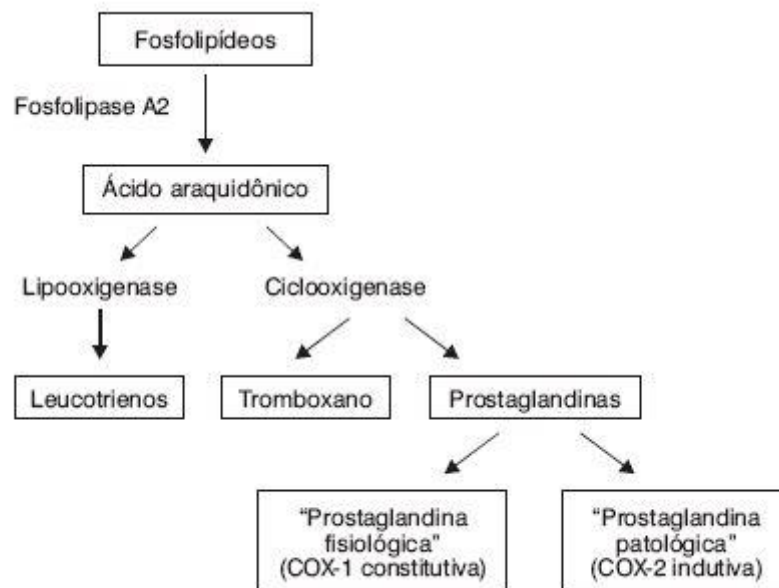 Fosfolipídeos
Fosfolipase A2
Ácido araquidônico
Lipooxigenase
Ciclooxigenase
Leucotrienos
Tromboxano
Prostaglandinas
“Prostaglandina
fisiológica”
(COX-1 constitutiva)
“Prostaglandina
patológica”
(COX-2 indutiva)